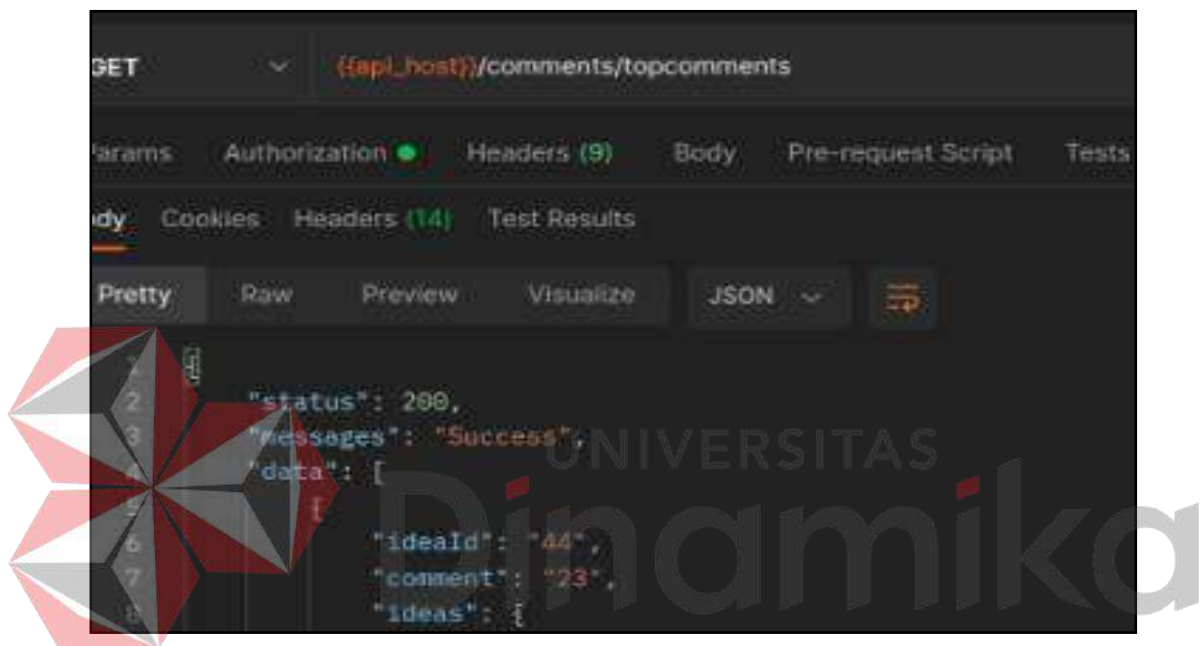 GET {{api_host}}/comments/topcomments
Params Authorization Headers (9) Body Pre-request Script Tests
Body Cookies Headers (14) Test Results
Pretty Raw Preview Visualize JSON
1 {
2 "status": 200,
3 "messages": "Success",
4 "data": [
5 {
6 "ideaId": "44",
7 "comment": "23",
8 "ideas": {
UNIVERSITAS
Dinamika